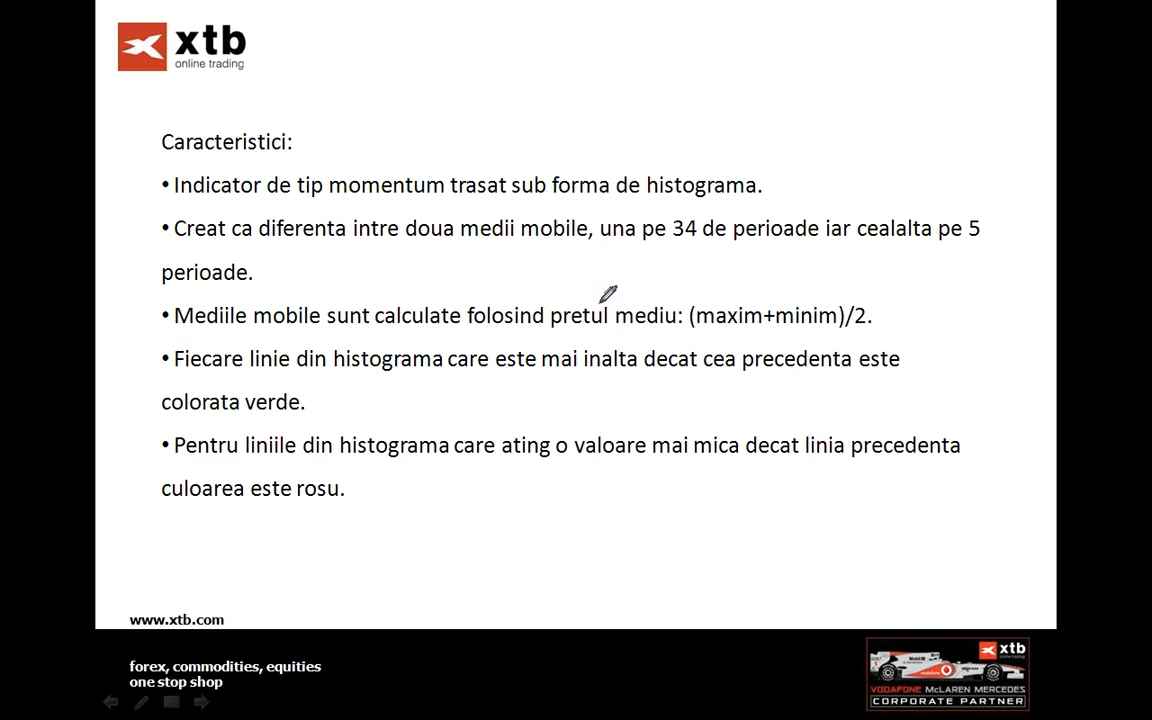 xtb
online trading
Caracteristici:
• Indicator de tip momentum trasat sub forma de histograma.
• Creat ca diferenta intre doua medii mobile, una pe 34 de perioade iar cealalta pe 5
perioade.
• Mediile mobile sunt calculate folosind pretul mediu: (maxim+minim)/2.
• Fiecare linie din histograma care este mai inalta decat cea precedenta este
colorata verde.
• Pentru liniile din histograma care ating o valoare mai mica decat linia precedenta
culoarea este rosu.
www.xtb.com
forex, commodities, equities
one stop shop
xtb
online trading
VODAFONE McLAREN MERCEDES
CORPORATE PARTNER